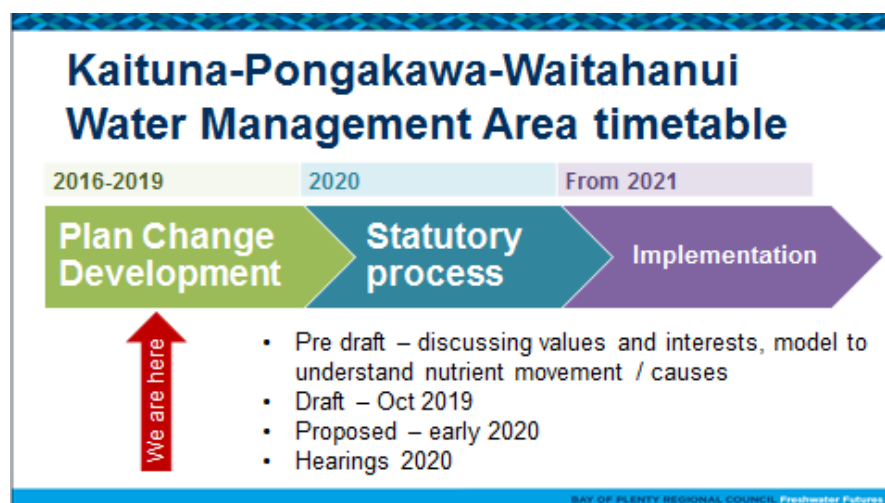 Kaituna-Pongakawa-Waitahanui
Water Management Area timetable
2016-2019
2020
From 2021
Plan Change
Development
Statutory
process
Implementation
We are here
• Pre draft – discussing values and interests, model to
understand nutrient movement / causes
• Draft – Oct 2019
• Proposed – early 2020
• Hearings 2020
BAY OF PLENTY REGIONAL COUNCIL Freshwater Futures